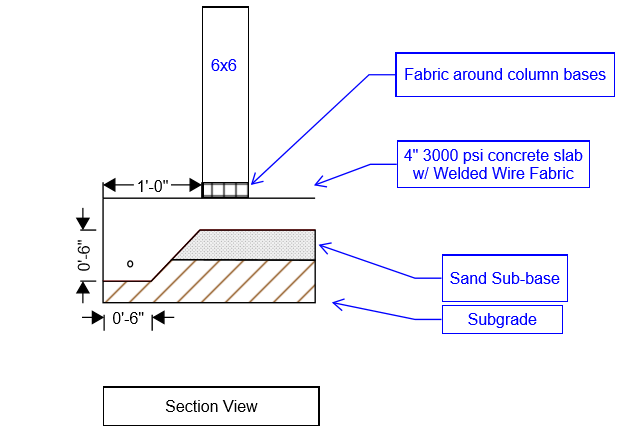 6x6
Fabric around column bases
4" 3000 psi concrete slab
w/ Welded Wire Fabric
1'-0"
0'-6"
Sand Sub-base
0'-6"
Subgrade
Section View